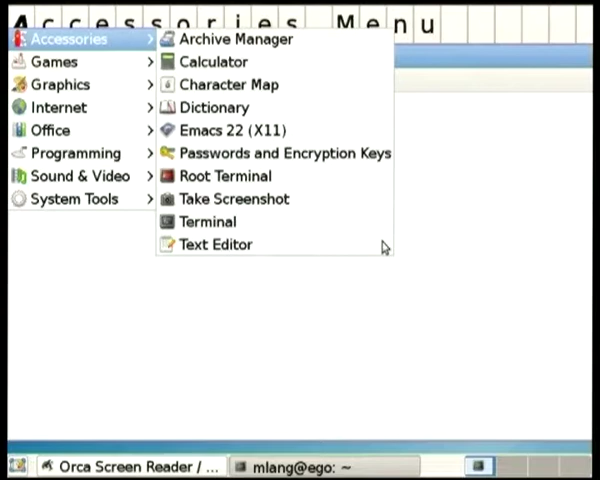 Accessories Menu
Accessories
Games
Graphics
Internet
Office
Programming
Sound & Video
System Tools
Archive Manager
Calculator
Character Map
Dictionary
Emacs 22 (X11)
Passwords and Encryption Keys
Root Terminal
Take Screenshot
Terminal
Text Editor
Orca Screen Reader / ...
mlang@ego: ~